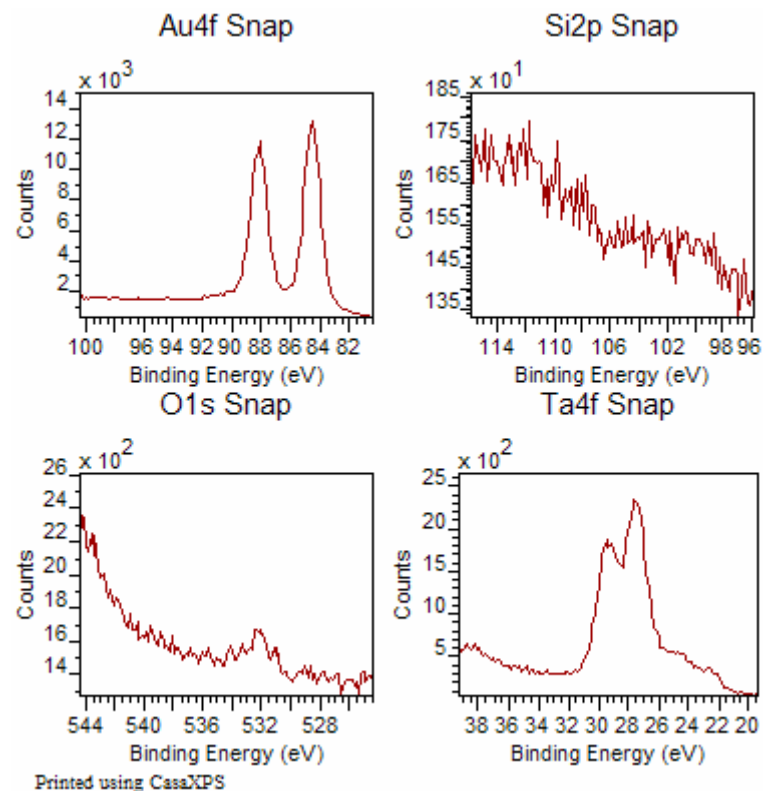 Au4f Snap
x 10³
14
12
10
8
6
4
2
Counts
100 96 94 92 90 88 86 84 82
Binding Energy (eV)
Si2p Snap
x 10¹
185
175
165
155
145
135
Counts
114 110 106 102 98 96
Binding Energy (eV)
O1s Snap
x 10²
26
24
22
20
18
16
14
Counts
544 540 536 532 528
Binding Energy (eV)
Ta4f Snap
x 10²
25
20
15
10
5
Counts
38 36 34 32 30 28 26 24 22 20
Binding Energy (eV)
Printed using CasaXPS